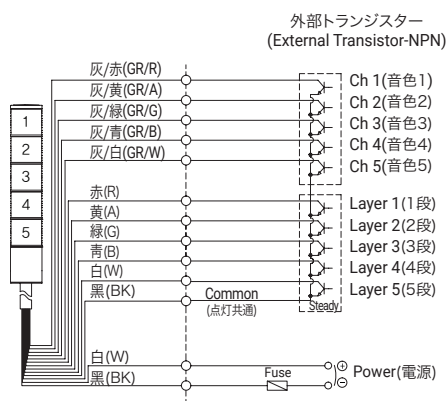 外部トランジスター
(External Transistor-NPN)
灰/赤(GR/R)
灰/黄(GR/A)
灰/緑(GR/G)
灰/青(GR/B)
灰/白(GR/W)
Ch 1(音色1)
Ch 2(音色2)
Ch 3(音色3)
Ch 4(音色4)
Ch 5(音色5)
1
2
3
4
5
赤(R)
黄(A)
緑(G)
青(B)
白(W)
黑(BK)
Common
(点灯共通)
Layer 1(1段)
Layer 2(2段)
Layer 3(3段)
Layer 4(4段)
Layer 5(5段)
Steady
白(W)
黑(BK)
Fuse
⊕
⊖
Power(電源)